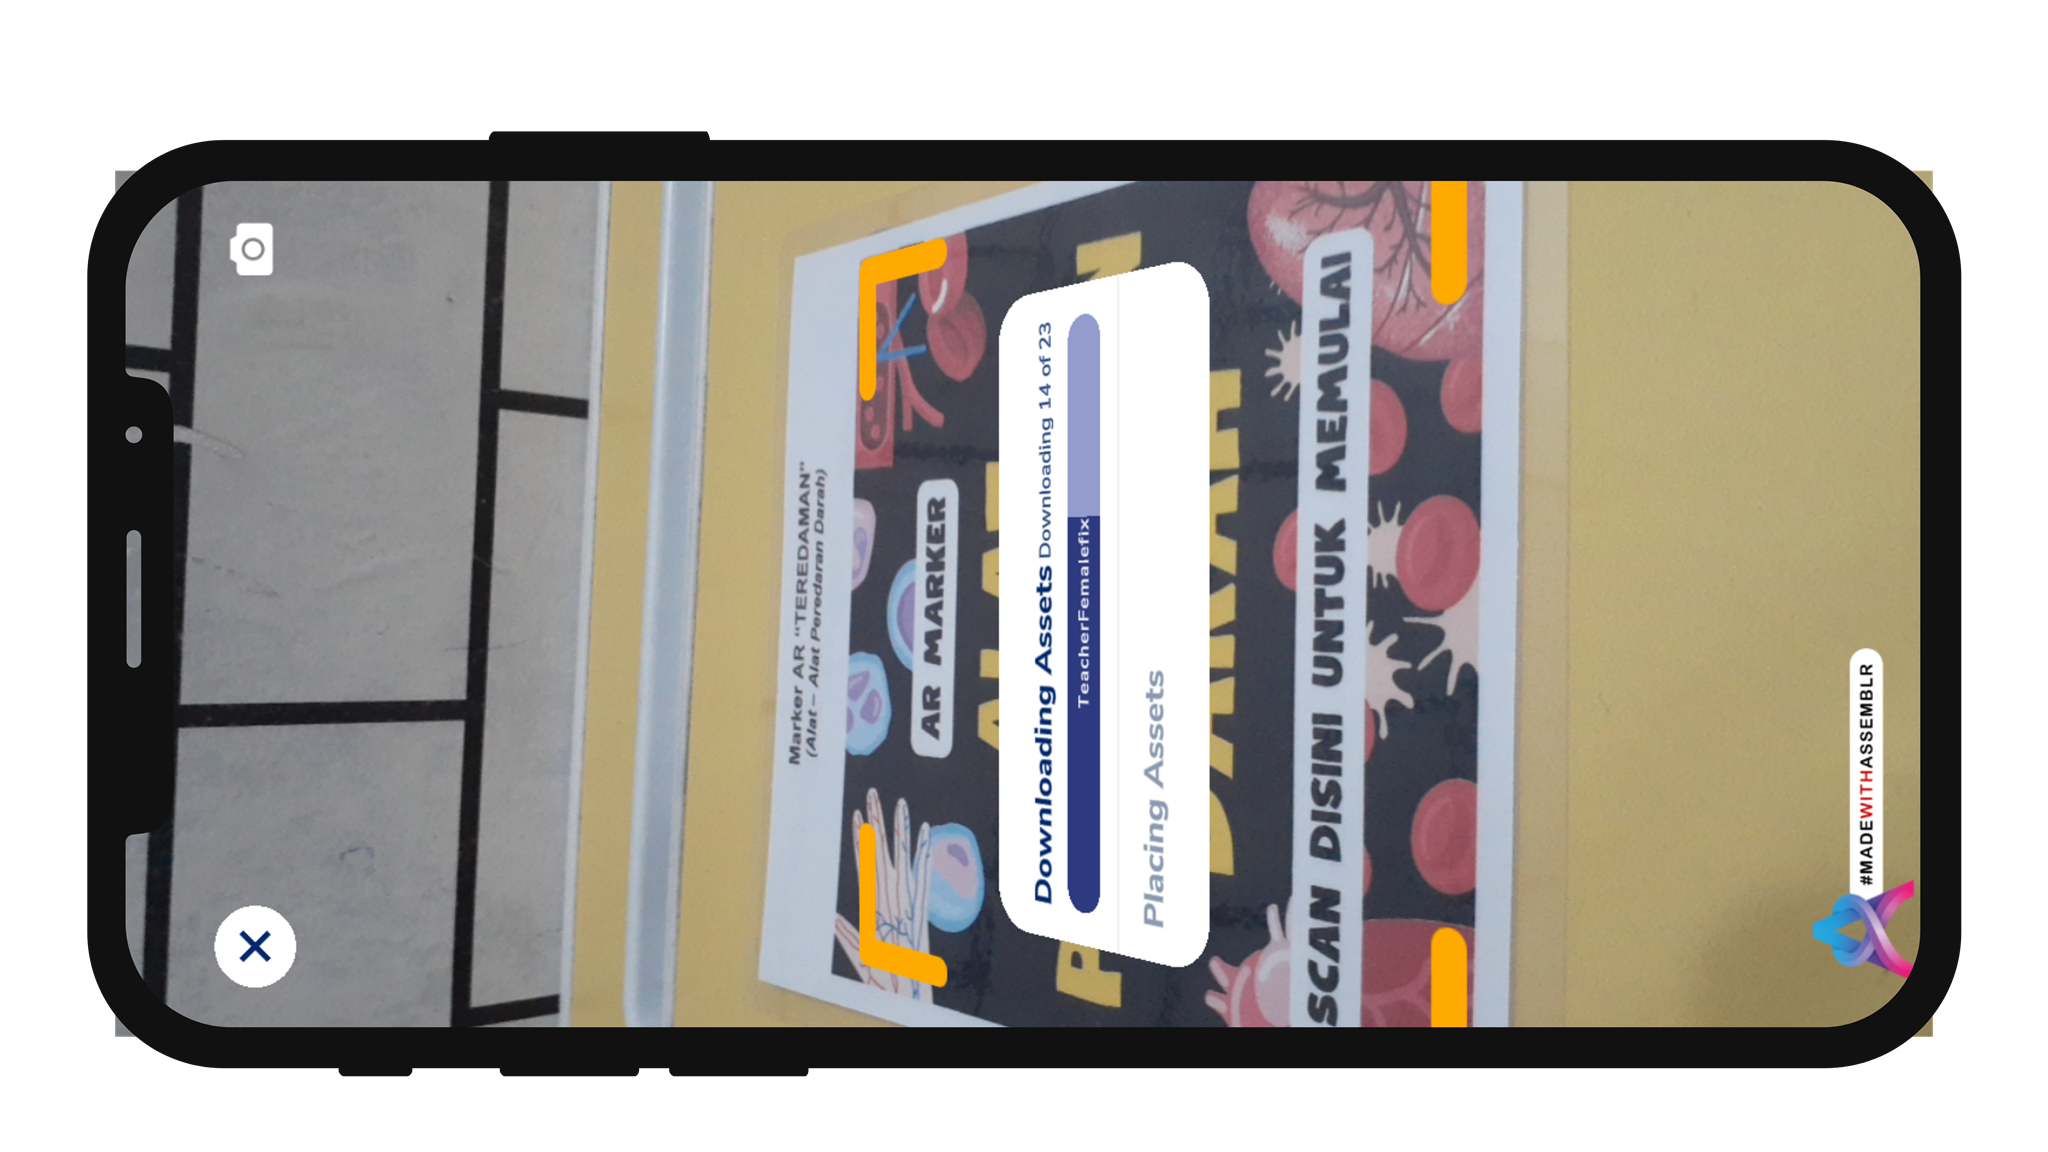 Marker AR "TEREDAMAN"
(Alat – Alat Peredaran Darah)
AR MARKER
Downloading Assets Downloading 14 of 23
TeacherFemalefix
Placing Assets
DARAH
SCAN DISINI UNTUK MEMULAI
#MADEWITHASSEMBLR